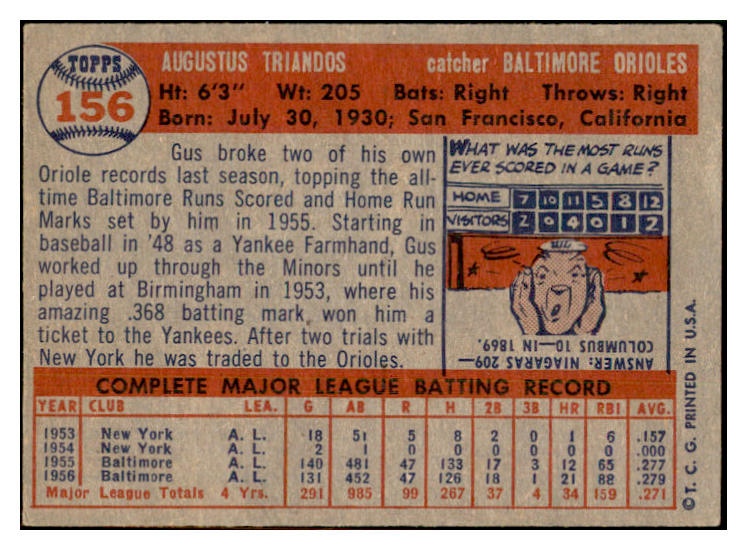 TOPPS
156
AUGUSTUS TRIANDOS catcher BALTIMORE ORIOLES
Ht: 6'3" Wt: 205 Bats: Right Throws: Right
Born: July 30, 1930; San Francisco, California
Gus broke two of his own
Oriole records last season, topping the all-
time Baltimore Runs Scored and Home Run
Marks set by him in 1955. Starting in
baseball in '48 as a Yankee Farmhand, Gus
worked up through the Minors until he
played at Birmingham in 1953, where his
amazing .368 batting mark won him
a ticket to the Yankees. After two trials with
New York he was traded to the Orioles.
WHAT WAS THE MOST RUNS
EVER SCORED IN A GAME?
HOME 7 10 11 5 8 12
VISITORS 2 0 4 0 1 2
ANSWER: NIAGARAS 209—
COLUMBUS 10—IN 1869.
COMPLETE MAJOR LEAGUE BATTING RECORD
YEAR CLUB LEA. G AB R H 2B 3B HR RBI AVG.
1953 New York A. L. 18 51 5 8 2 0 1 6 .157
1954 New York A. L. 2 1 0 0 0 0 0 0 .000
1955 Baltimore A. L. 140 481 47 133 17 3 12 65 .277
1956 Baltimore A. L. 131 452 47 126 18 1 21 88 .279
Major League Totals 4 Yrs. 291 985 99 267 37 4 34 159 .271
© T. C. G. PRINTED IN U.S.A.